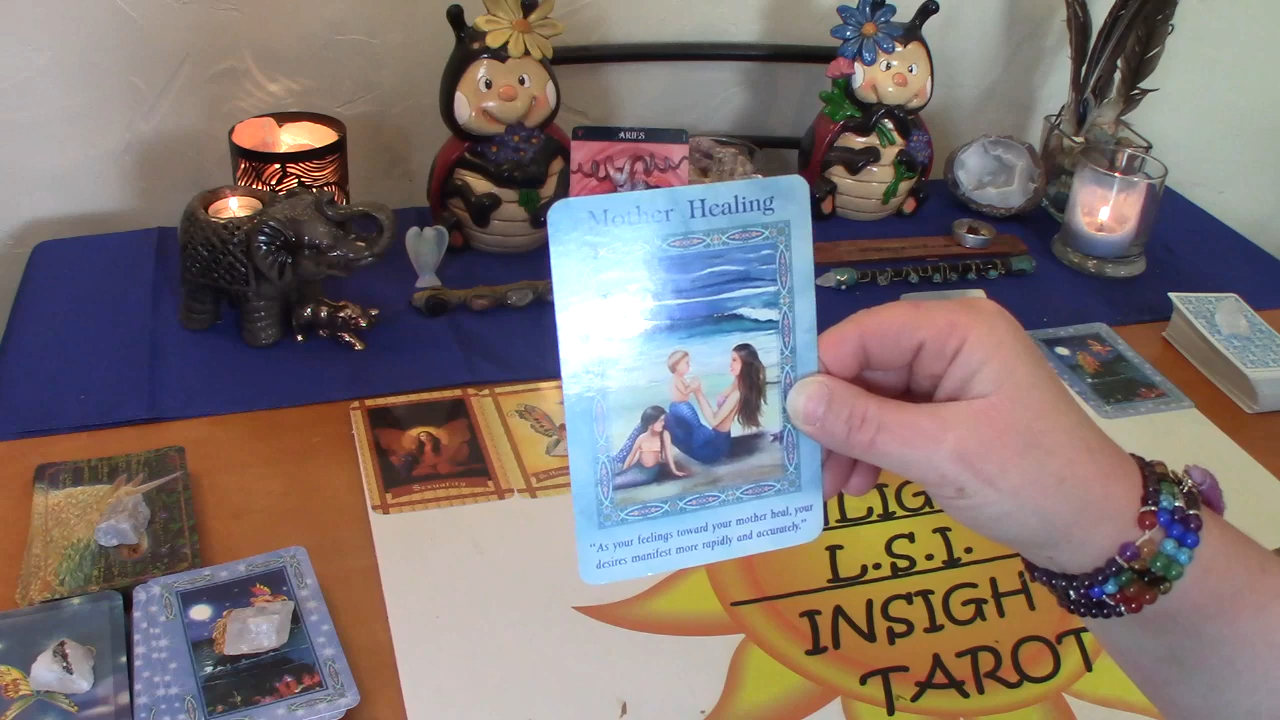 ARIES
Mother Healing
Sexuality
"As your feelings toward your mother heal, your
desires manifest more rapidly and accurately."
L.S.I.
INSIGH
TAROT